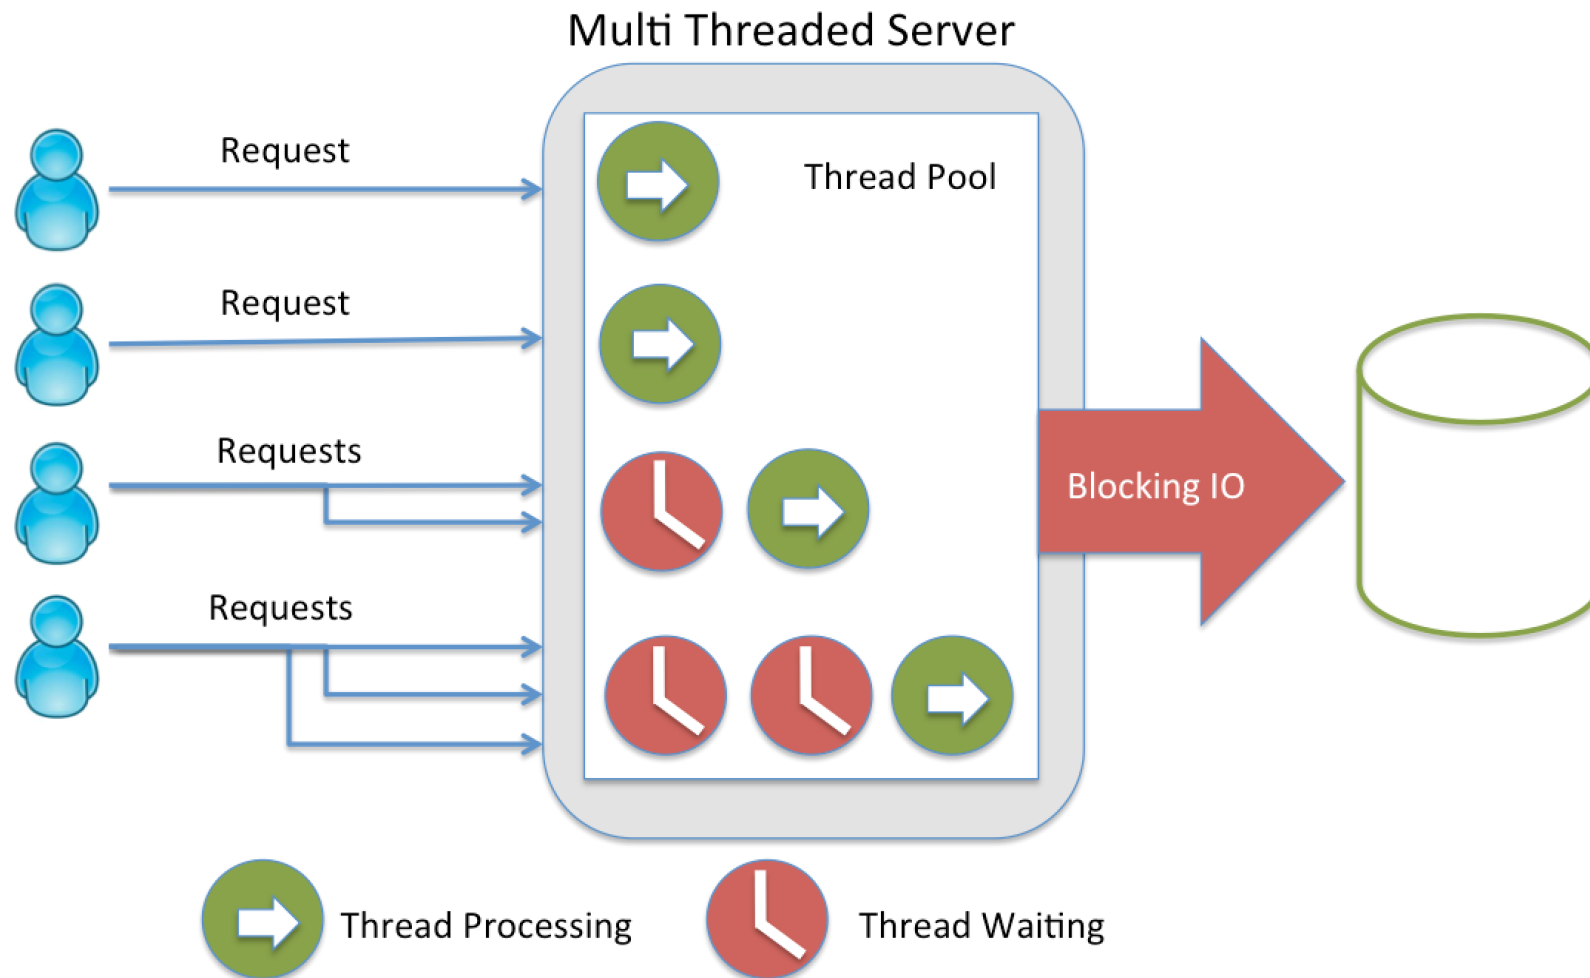 Multi Threaded Server
Request
Thread Pool
Request
Requests
Blocking IO
Requests
Thread Processing
Thread Waiting